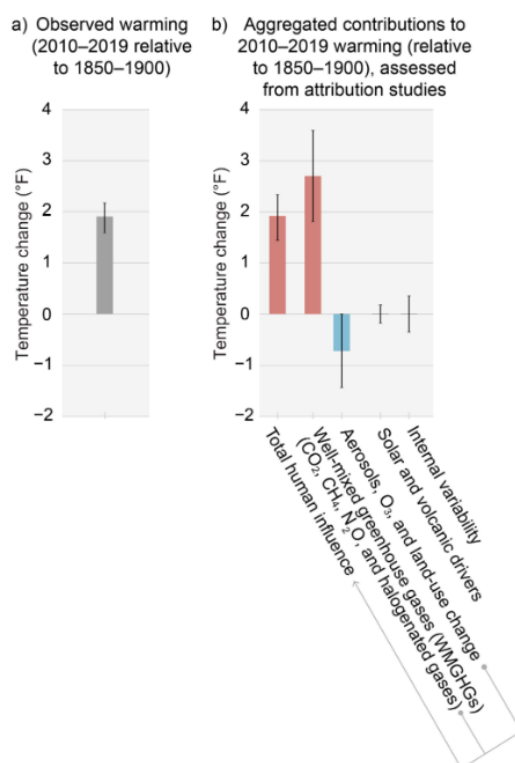 a) Observed warming
(2010–2019 relative
to 1850–1900)
4
3
2
1
0
−1
−2
Temperature change (°F)
b) Aggregated contributions to
2010–2019 warming (relative
to 1850–1900), assessed
from attribution studies
4
3
2
1
0
−1
−2
Temperature change (°F)
Total human influence
Well-mixed greenhouse gases (WMGHGs)
(CO₂, CH₄, N₂O, and halogenated gases)
Aerosols, O₃, and land-use change
Solar and volcanic drivers
Internal variability